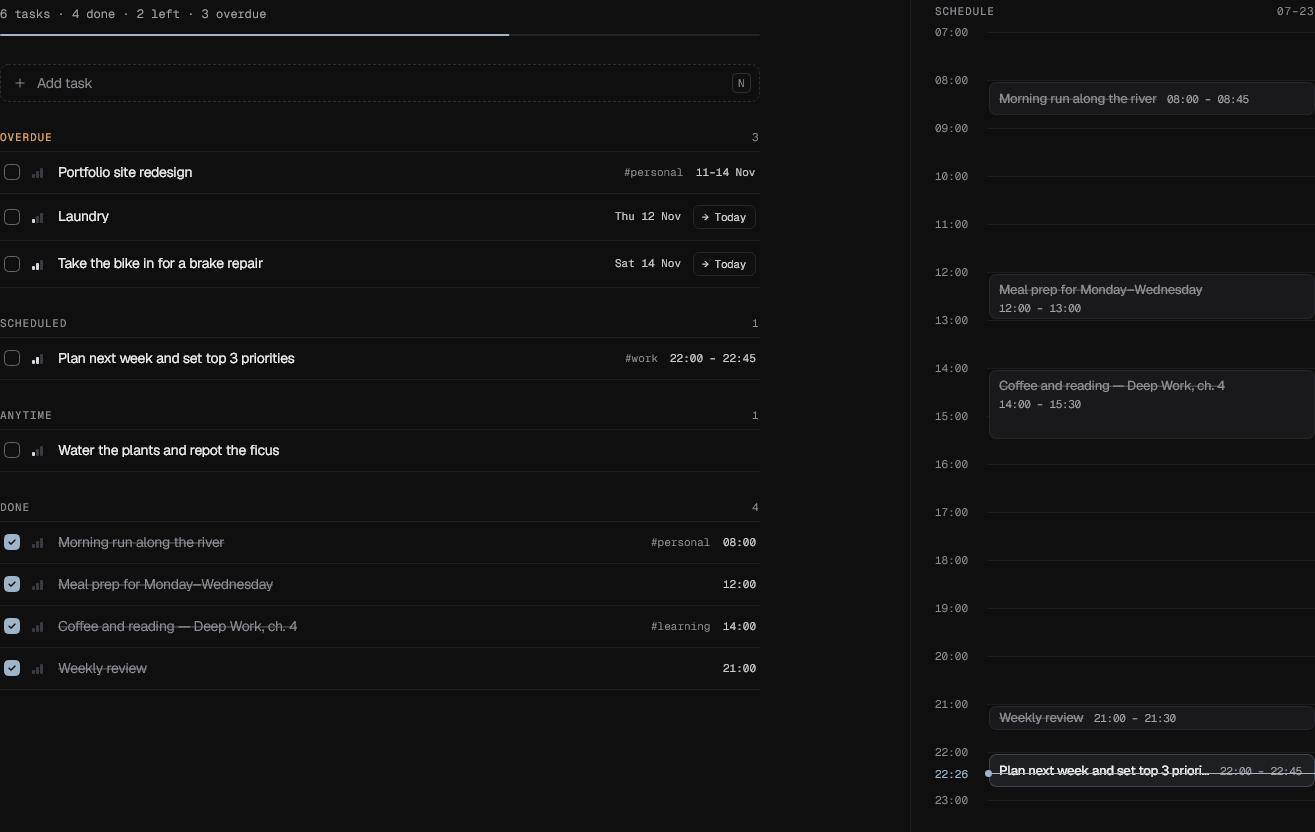 6 tasks · 4 done · 2 left · 3 overdue
+ Add task N
OVERDUE 3
Portfolio site redesign #personal 11–14 Nov
Laundry Thu 12 Nov → Today
Take the bike in for a brake repair Sat 14 Nov → Today
SCHEDULED 1
Plan next week and set top 3 priorities #work 22:00 – 22:45
ANYTIME 1
Water the plants and repot the ficus
DONE 4
Morning run along the river #personal 08:00
Meal prep for Monday–Wednesday 12:00
Coffee and reading — Deep Work, ch. 4 #learning 14:00
Weekly review 21:00
SCHEDULE 07–23
07:00
08:00
Morning run along the river 08:00 – 08:45
09:00
10:00
11:00
12:00
Meal prep for Monday–Wednesday
12:00 – 13:00
13:00
14:00
Coffee and reading — Deep Work, ch. 4
14:00 – 15:30
15:00
16:00
17:00
18:00
19:00
20:00
21:00
Weekly review 21:00 – 21:30
22:00
Plan next week and set top 3 priori… 22:00 – 22:45
22:26
23:00